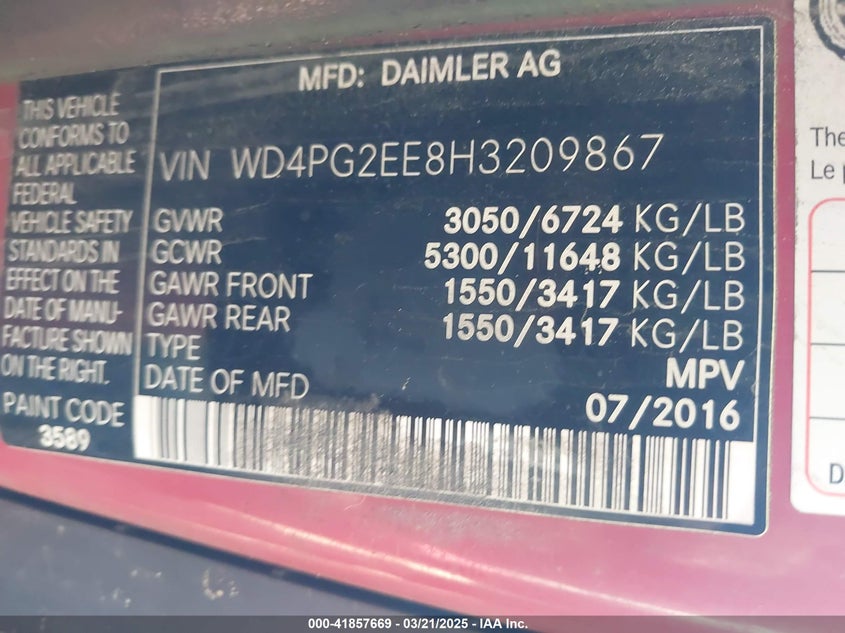 MFD: DAIMLER AG
VIN WD4PG2EE8H3209867
GVWR 3050/6724 KG/LB
GCWR 5300/11648 KG/LB
GAWR FRONT 1550/3417 KG/LB
GAWR REAR 1550/3417 KG/LB
TYPE MPV
DATE OF MFD 07/2016
THIS VEHICLE
CONFORMS TO
ALL APPLICABLE
FEDERAL
VEHICLE SAFETY
STANDARDS IN
EFFECT ON THE
DATE OF MANU-
FACTURE SHOWN
ON THE RIGHT.
PAINT CODE
3589
The
Le
D
000-41857669 - 03/21/2025 - IAA Inc.